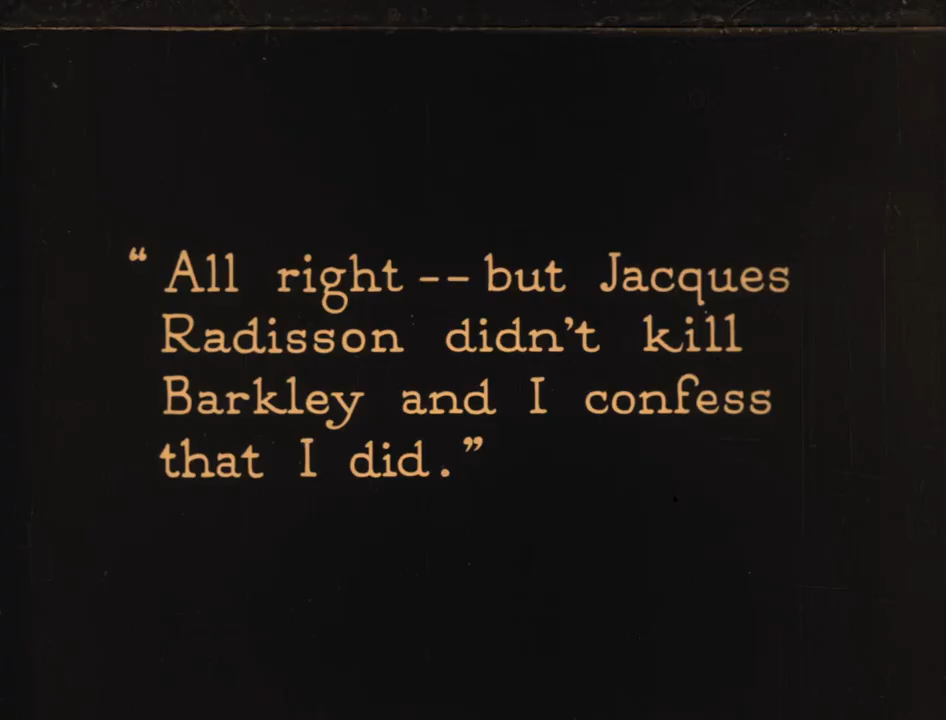 “All right -- but Jacques
Radisson didn’t kill
Barkley and I confess
that I did.”